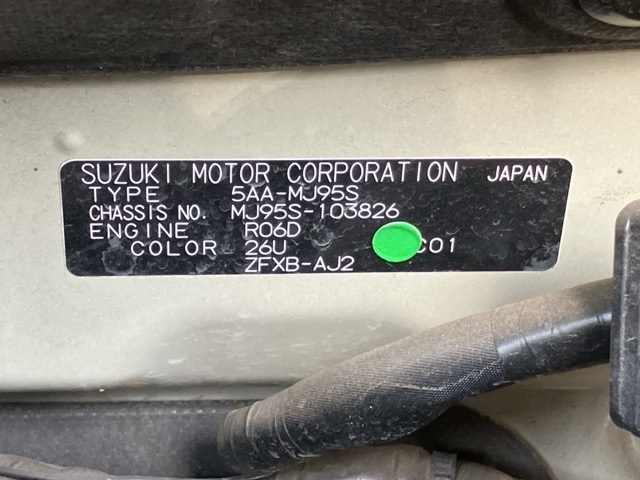 SUZUKI MOTOR CORPORATION JAPAN
TYPE 5AA-MJ95S
CHASSIS NO. MJ95S-103826
ENGINE R06D
COLOR 26U C01
ZFXB-AJ2